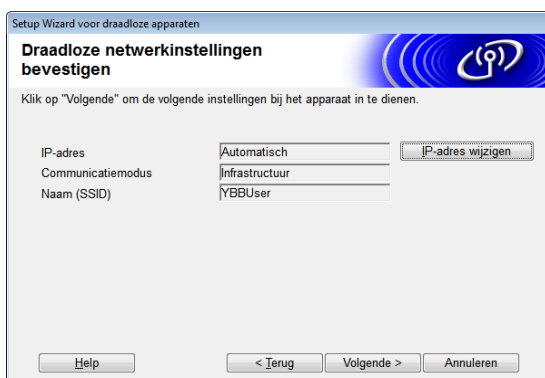 Setup Wizard voor draadloze apparaten
Draadloze netwerkinstellingen
bevestigen
Klik op "Volgende" om de volgende instellingen bij het apparaat in te dienen.
IP-adres Automatisch IP-adres wijzigen
Communicatiemodus Infrastructuur
Naam (SSID) YBBUser
Help < Terug Volgende > Annuleren